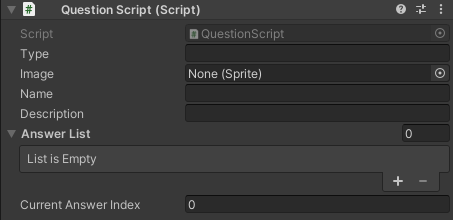 Question Script (Script)
Script QuestionScript
Type
Image None (Sprite)
Name
Description
Answer List 0
List is Empty
+ −
Current Answer Index 0